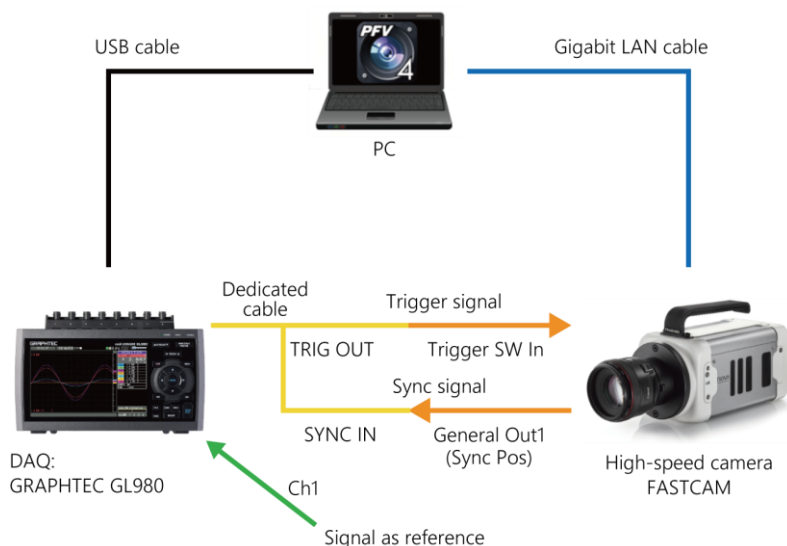 USB cable
PFV
4
Gigabit LAN cable
PC
Dedicated
cable
Trigger signal
TRIG OUT
Trigger SW In
Sync signal
SYNC IN
General Out1
(Sync Pos)
GRAPHTEC
DAQ:
GRAPHTEC GL980
Ch1
High-speed camera
FASTCAM
Signal as reference